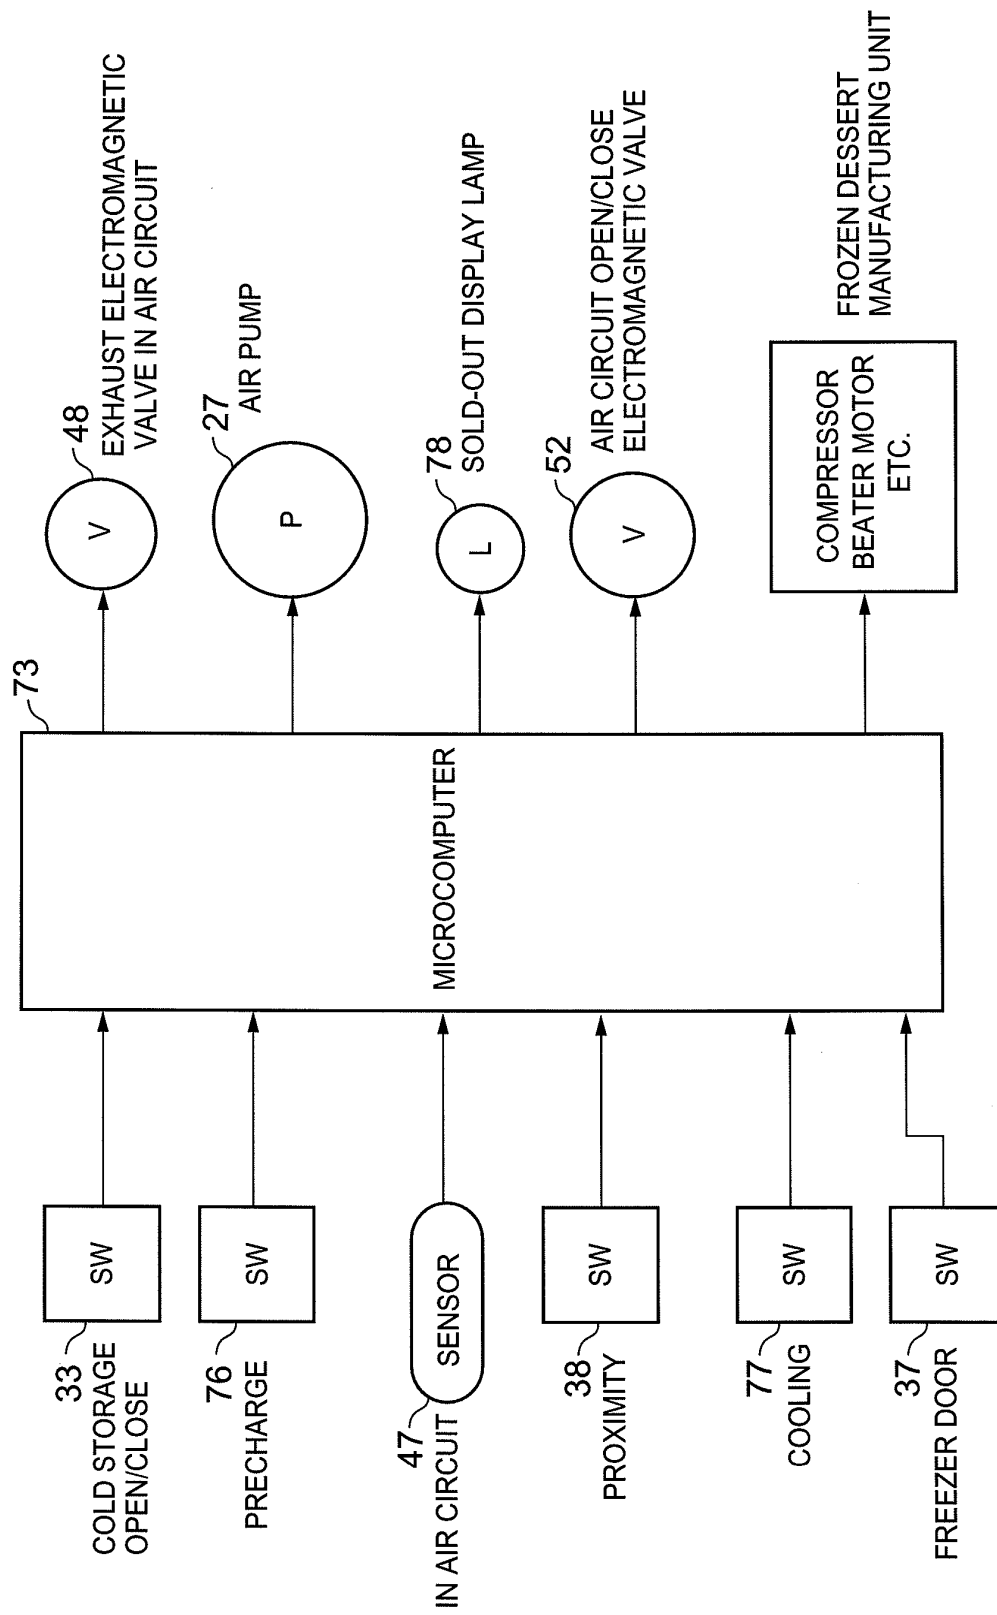 33
COLD STORAGE
OPEN/CLOSE
SW
76
PRECHARGE
SW
47
IN AIR CIRCUIT
SENSOR
38
PROXIMITY
SW
77
COOLING
SW
37
FREEZER DOOR
SW
73
MICROCOMPUTER
48
EXHAUST ELECTROMAGNETIC
VALVE IN AIR CIRCUIT
V
27
AIR PUMP
P
78
SOLD-OUT DISPLAY LAMP
L
52
AIR CIRCUIT OPEN/CLOSE
ELECTROMAGNETIC VALVE
V
COMPRESSOR
BEATER MOTOR
ETC.
FROZEN DESSERT
MANUFACTURING UNIT